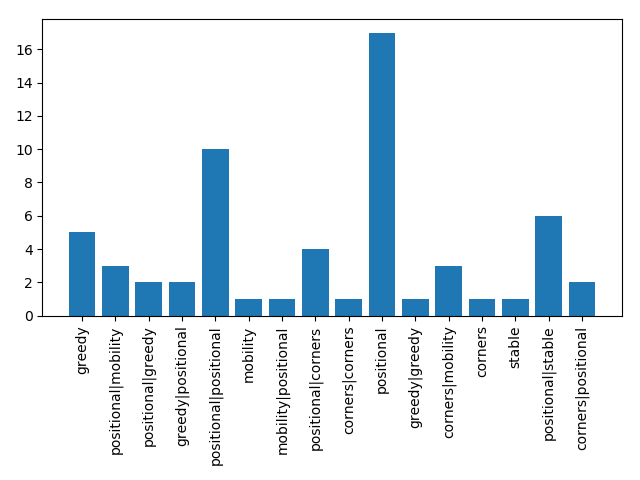 16
14
12
10
8
6
4
2
0
greedy
positional|mobility
positional|greedy
greedy|positional
positional|positional
mobility
mobility|positional
positional|corners
corners|corners
positional
greedy|greedy
corners|mobility
corners
stable
positional|stable
corners|positional